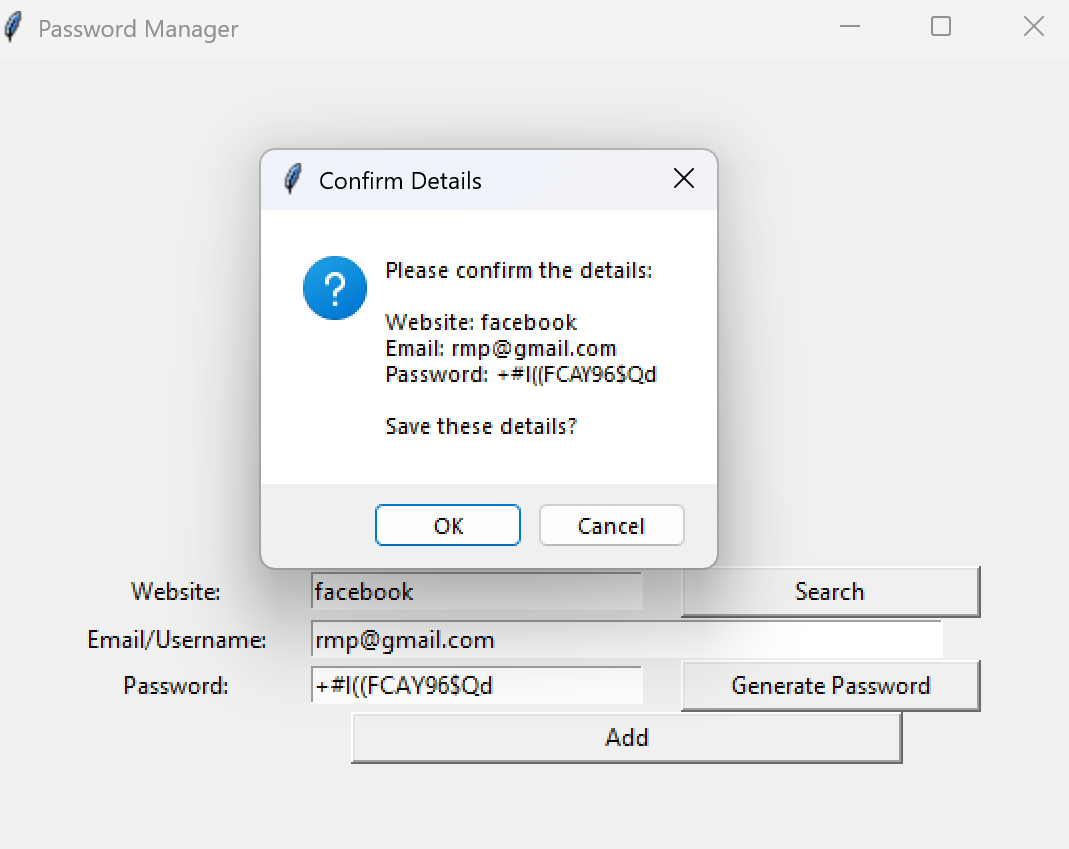 Password Manager
Confirm Details
Please confirm the details:
Website: facebook
Email: rmp@gmail.com
Password: +#I((FCAY96$Qd
Save these details?
OK Cancel
Website: facebook Search
Email/Username: rmp@gmail.com
Password: +#I((FCAY96$Qd Generate Password
Add